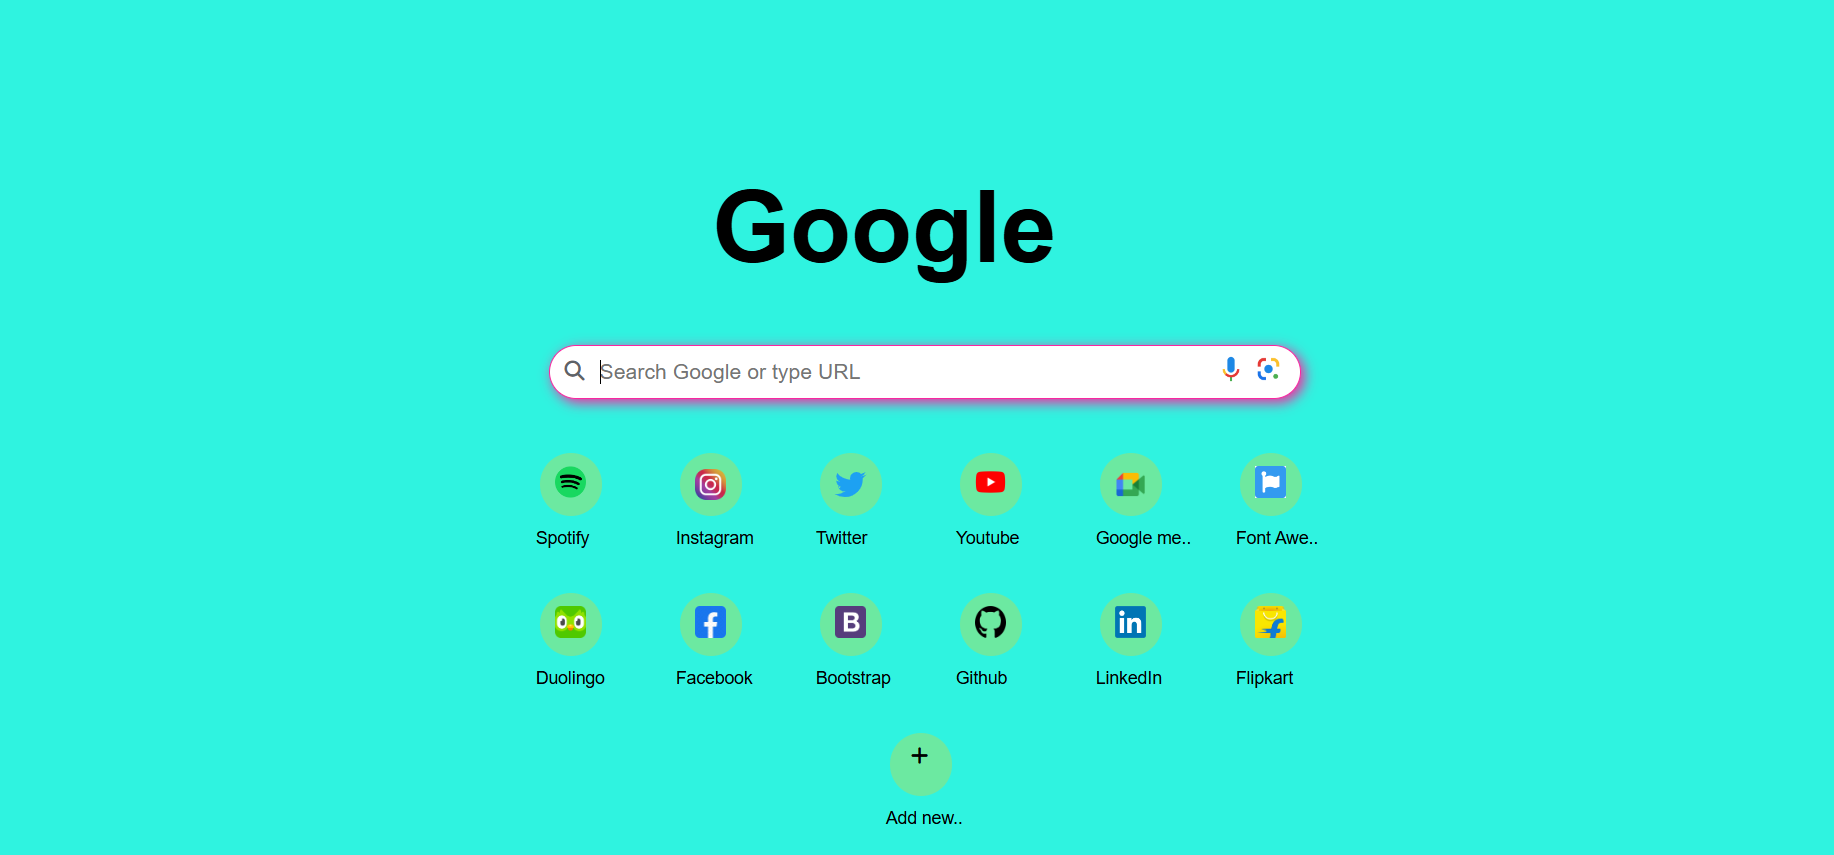 Google
Search Google or type URL
Spotify Instagram Twitter Youtube Google me.. Font Awe..
Duolingo Facebook Bootstrap Github LinkedIn Flipkart
Add new..